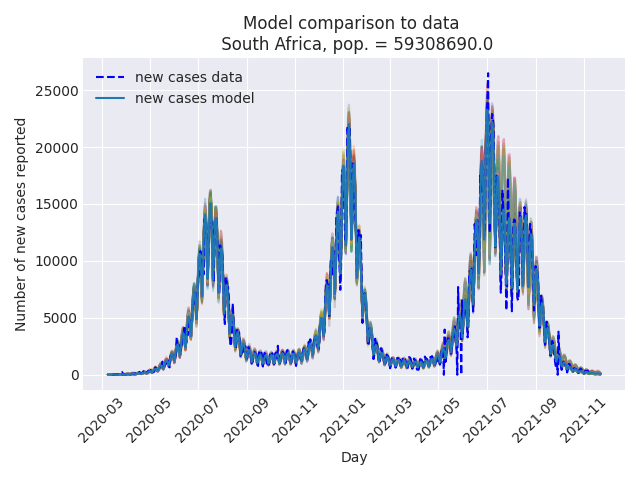 Model comparison to data
South Africa, pop. = 59308690.0
new cases data
new cases model
Number of new cases reported
25000
20000
15000
10000
5000
0
2020-03
2020-05
2020-07
2020-09
2020-11
2021-01
2021-03
2021-05
2021-07
2021-09
2021-11
Day